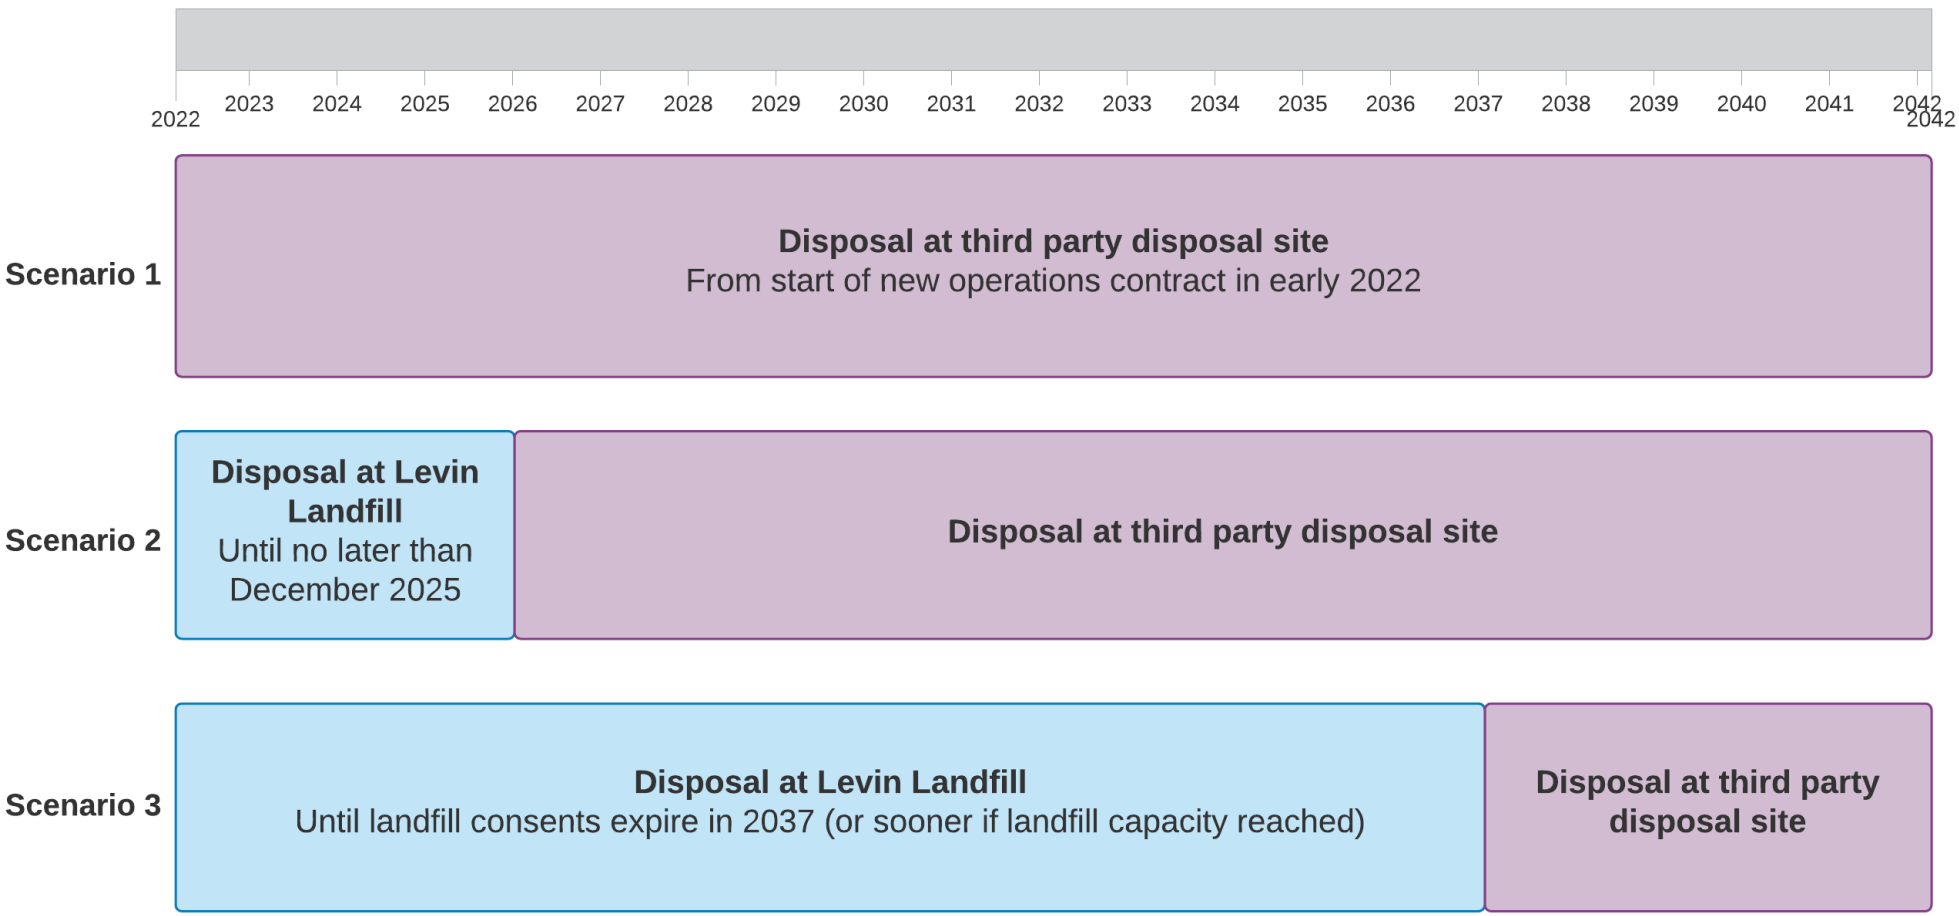 2022
2023
2024
2025
2026
2027
2028
2029
2030
2031
2032
2033
2034
2035
2036
2037
2038
2039
2040
2041
2042
2042
Scenario 1
Disposal at third party disposal site
From start of new operations contract in early 2022
Scenario 2
Disposal at Levin
Landfill
Until no later than
December 2025
Disposal at third party disposal site
Scenario 3
Disposal at Levin Landfill
Until landfill consents expire in 2037 (or sooner if landfill capacity reached)
Disposal at third party
disposal site